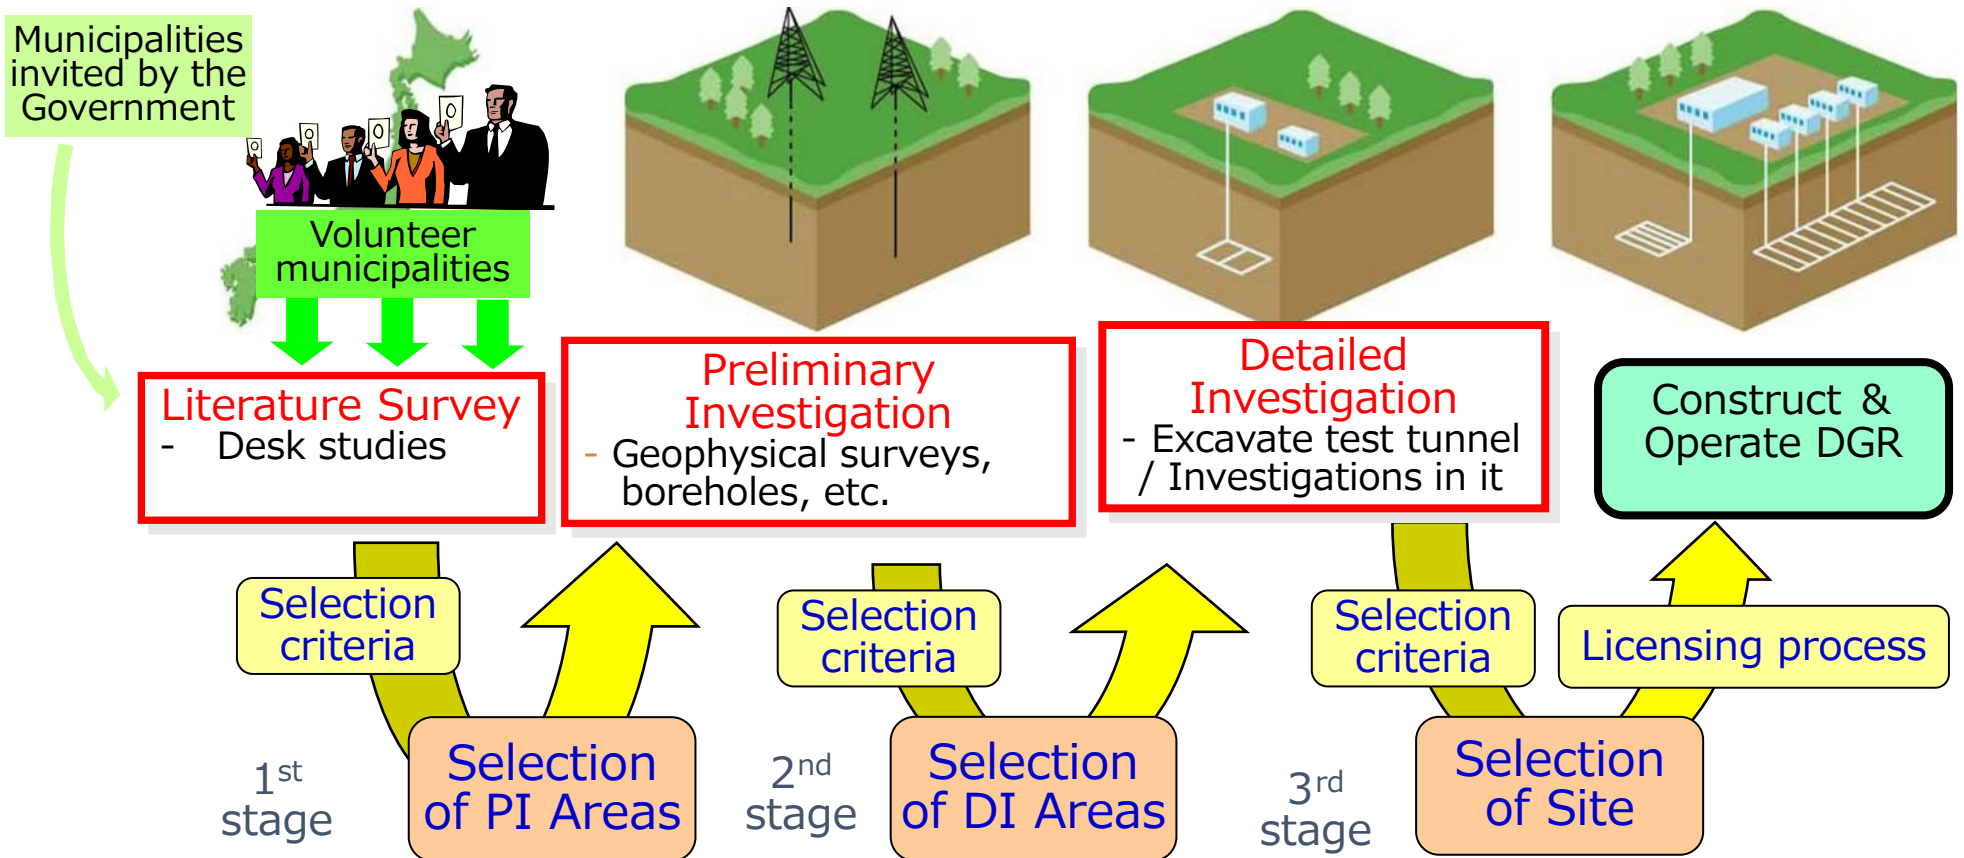 Municipalities
invited by the
Government
Volunteer
municipalities
Literature Survey
- Desk studies
Preliminary
Investigation
- Geophysical surveys,
boreholes, etc.
Detailed
Investigation
- Excavate test tunnel
/ Investigations in it
Construct &
Operate DGR
Selection
criteria
Selection
criteria
Selection
criteria
Licensing process
1st
stage
Selection
of PI Areas
2nd
stage
Selection
of DI Areas
3rd
stage
Selection
of Site